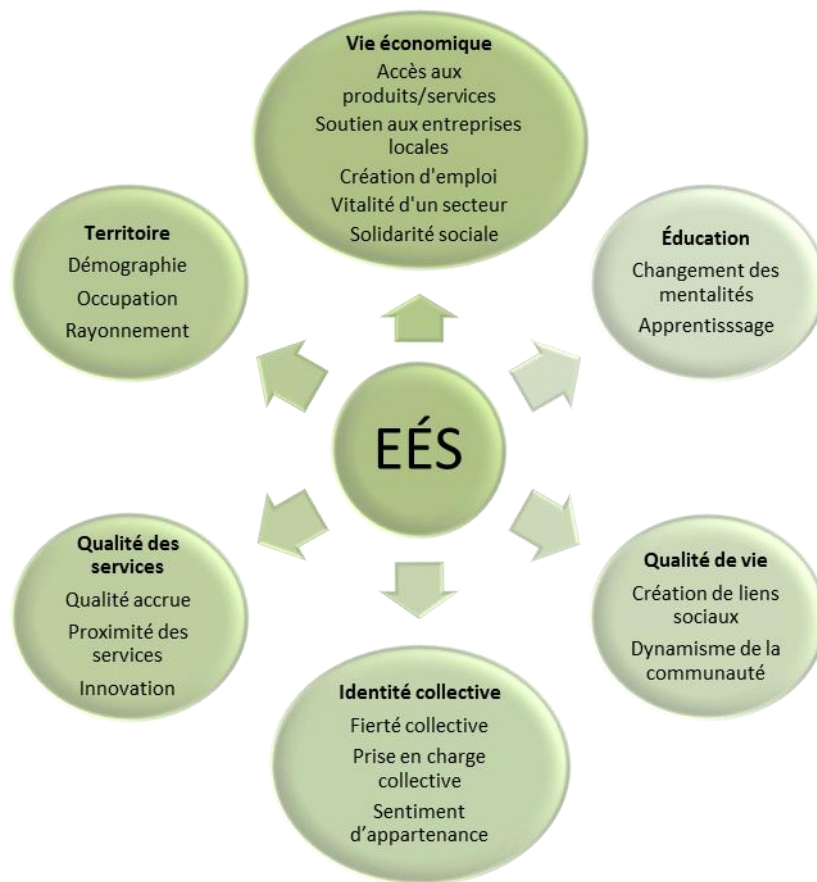 Vie économique
Accès aux
produits/services
Soutien aux entreprises
locales
Création d'emploi
Vitalité d'un secteur
Solidarité sociale
Territoire
Démographie
Occupation
Rayonnement
Éducation
Changement des
mentalités
Apprentisssage
EÉS
Qualité des
services
Qualité accrue
Proximité des
services
Innovation
Qualité de vie
Création de liens
sociaux
Dynamisme de la
communauté
Identité collective
Fierté collective
Prise en charge
collective
Sentiment
d’appartenance